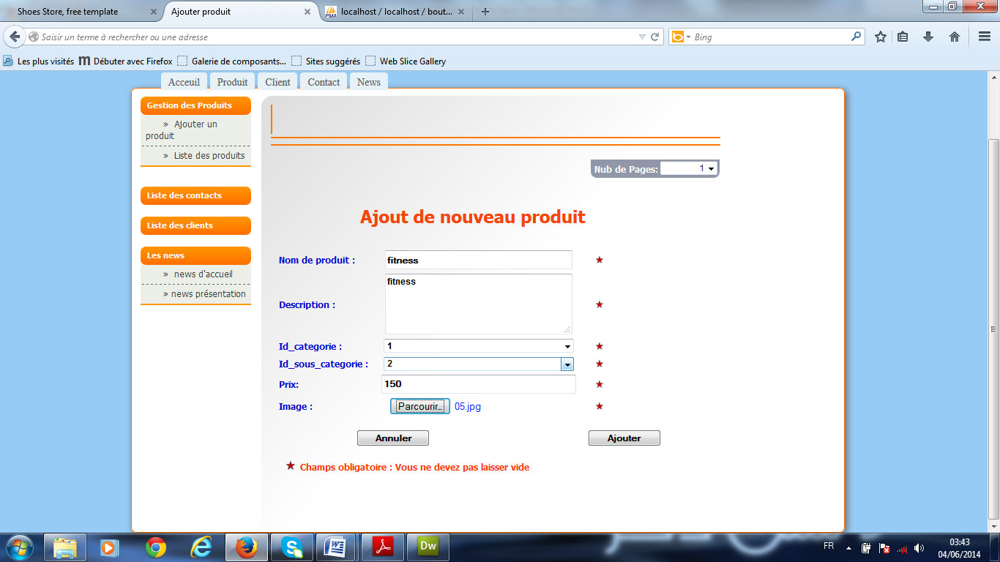 Shoes Store, free template
Ajouter produit
PMA
localhost / localhost / bout...
Saisir un terme à rechercher ou une adresse
Bing
Les plus visités
Débuter avec Firefox
Galerie de composants...
Sites suggérés
Web Slice Gallery
Acceuil
Produit
Client
Contact
News
Gestion des Produits
» Ajouter un
produit
» Liste des produits
Liste des contacts
Liste des clients
Les news
» news d'accueil
» news présentation
Nub de Pages: 1
Ajout de nouveau produit
Nom de produit : fitness
Description : fitness
Id_categorie : 1
Id_sous_categorie : 2
Prix: 150
Image : Parcourir... 05.jpg
Annuler
Ajouter
Champs obligatoire : Vous ne devez pas laisser vide
W
Dw
FR
03:43
04/06/2014